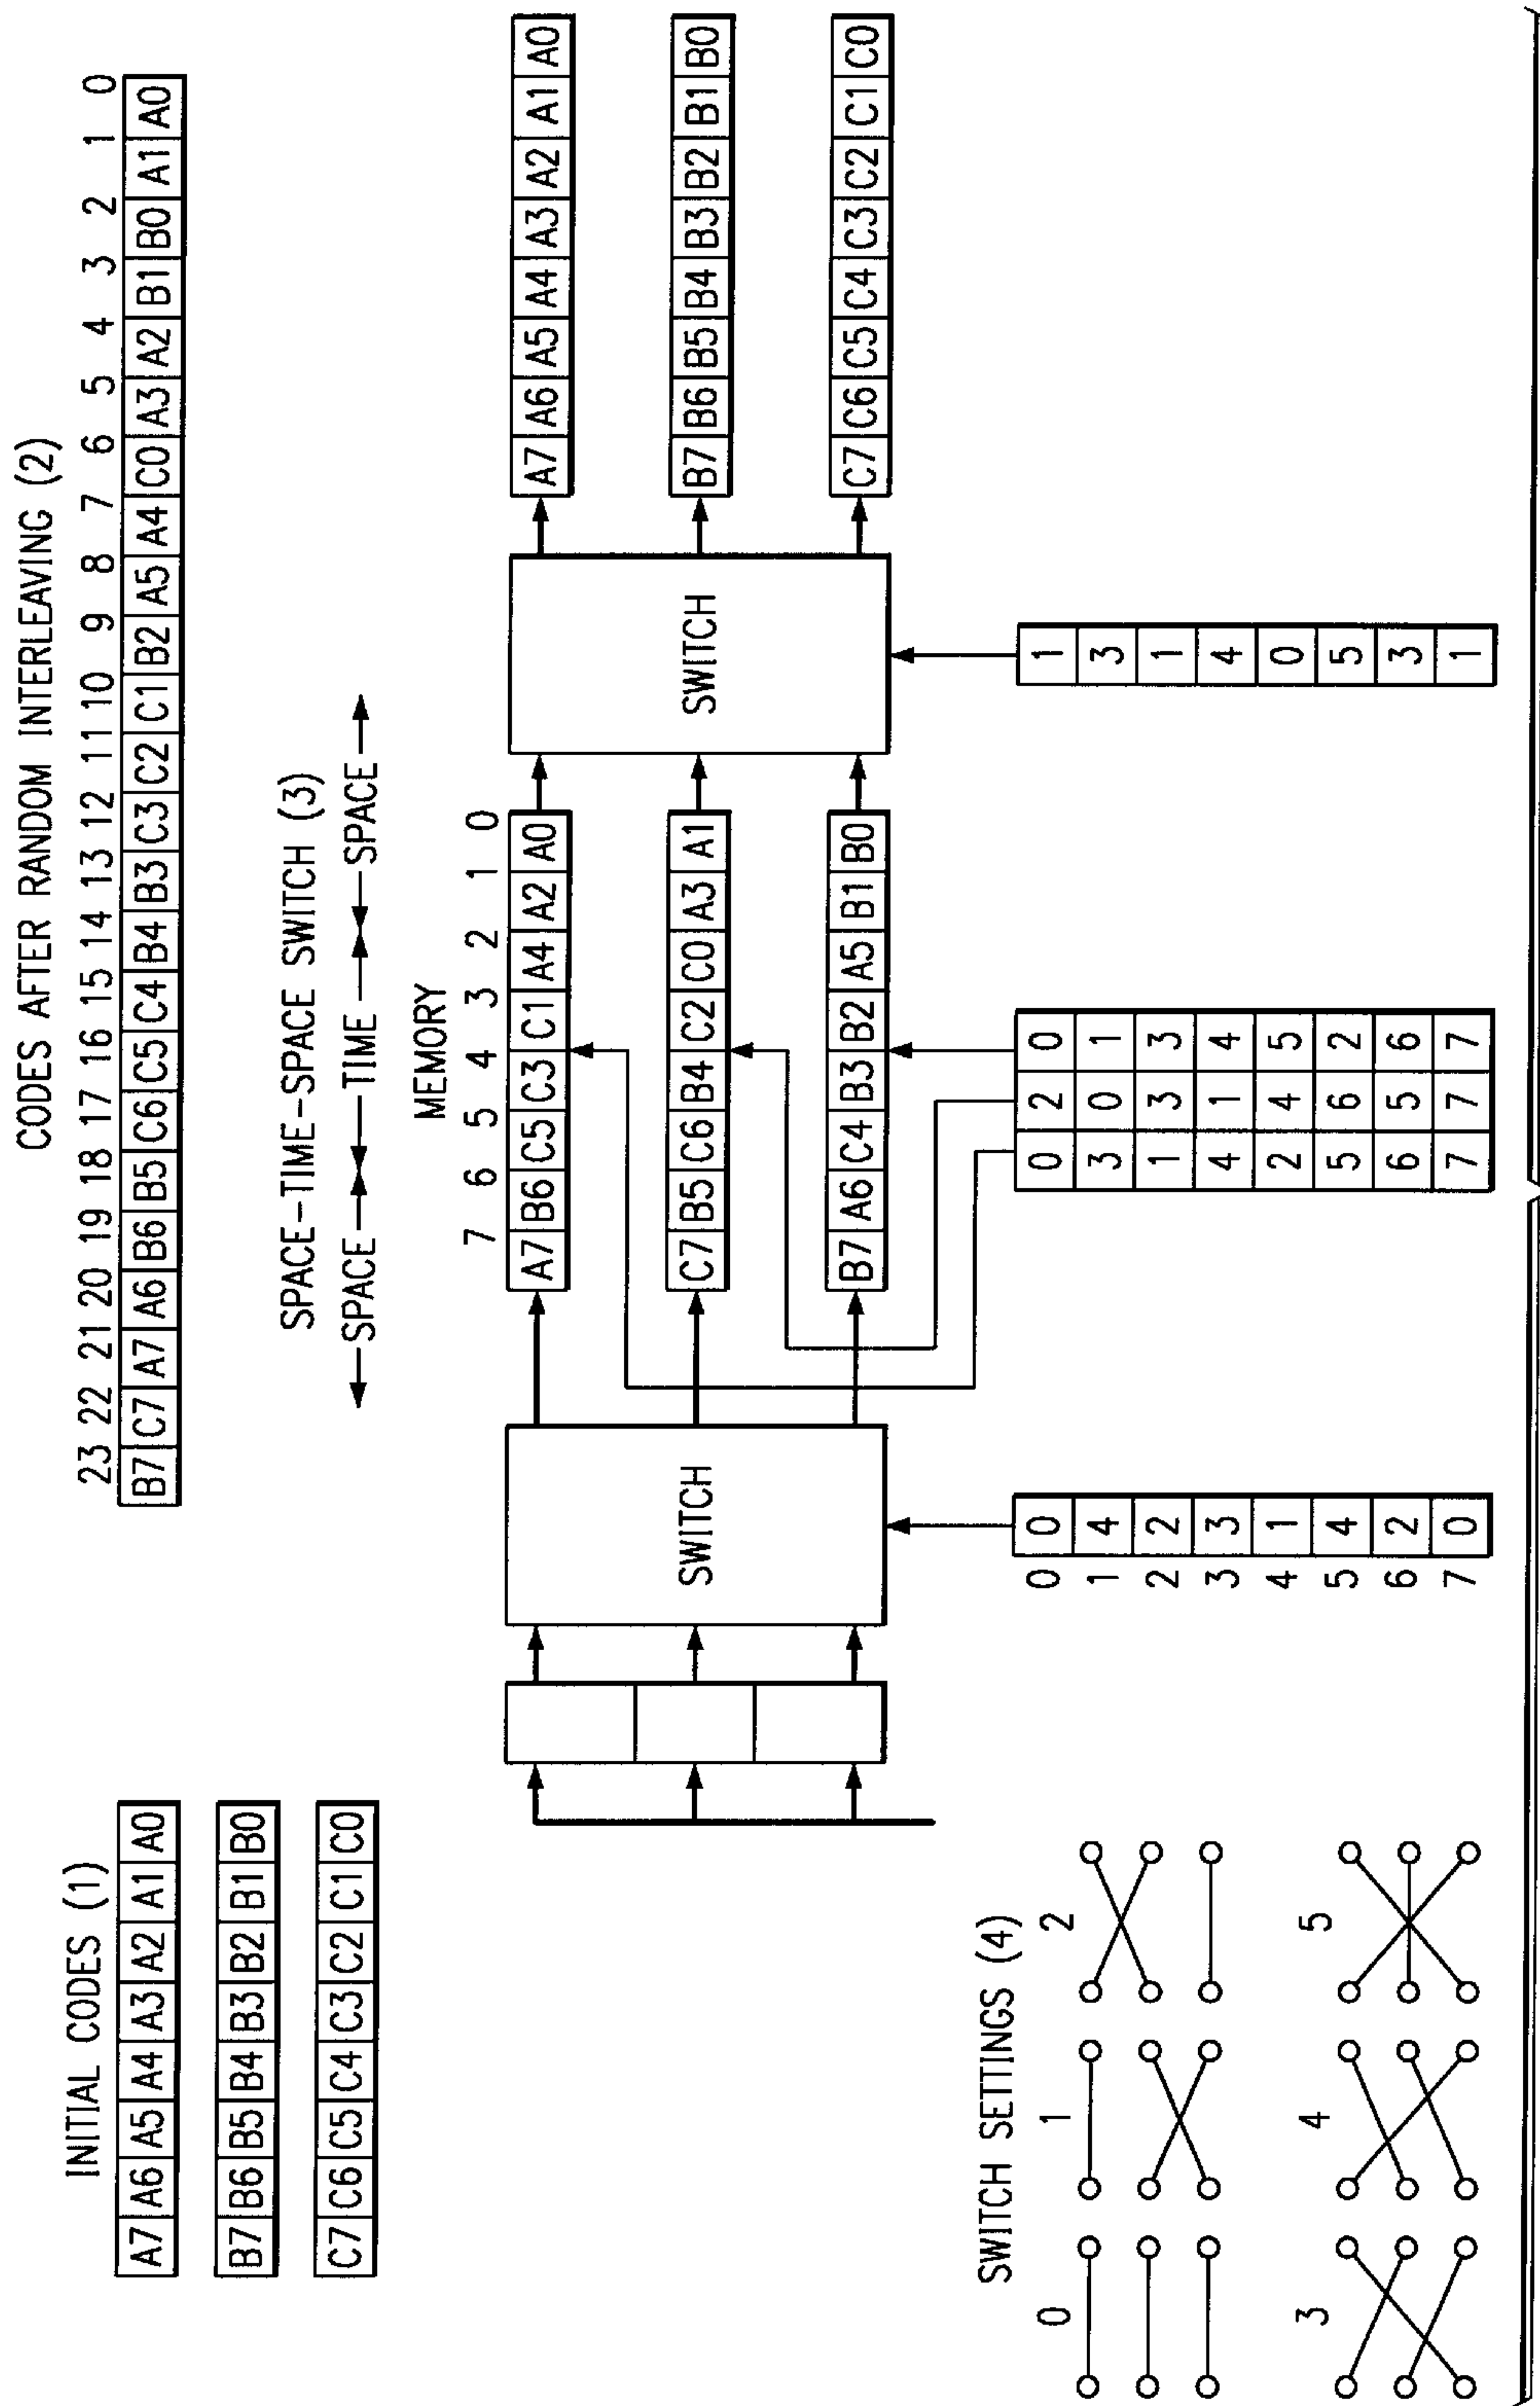 INITIAL CODES (1)
A7 A6 A5 A4 A3 A2 A1 A0
B7 B6 B5 B4 B3 B2 B1 B0
C7 C6 C5 C4 C3 C2 C1 C0
CODES AFTER RANDOM INTERLEAVING (2)
23 22 21 20 19 18 17 16 15 14 13 12 11 10 9 8 7 6 5 4 3 2 1 0
B7 C7 A7 A6 B6 B5 C6 C5 C4 B4 B3 C3 C2 C1 B2 A5 A4 C0 A3 A2 B1 B0 A1 A0
SPACE-TIME-SPACE SWITCH (3)
SPACE TIME SPACE
MEMORY
7 6 5 4 3 2 1 0
A7 B6 C5 C3 C1 A4 A2 A0
C7 B5 C6 B4 C2 C0 A3 A1
B7 A6 C4 B3 B2 A5 B1 B0
SWITCH
SWITCH
A7 A6 A5 A4 A3 A2 A1 A0
B7 B6 B5 B4 B3 B2 B1 B0
C7 C6 C5 C4 C3 C2 C1 C0
0 0
1 4
2 2
3 3
4 1
5 4
6 2
7 0
0 2 0
3 0 1
1 3 3
4 1 4
2 4 5
5 6 2
6 5 6
7 7 7
1
3
1
4
0
5
3
1
SWITCH SETTINGS (4)
0 1 2
3 4 5